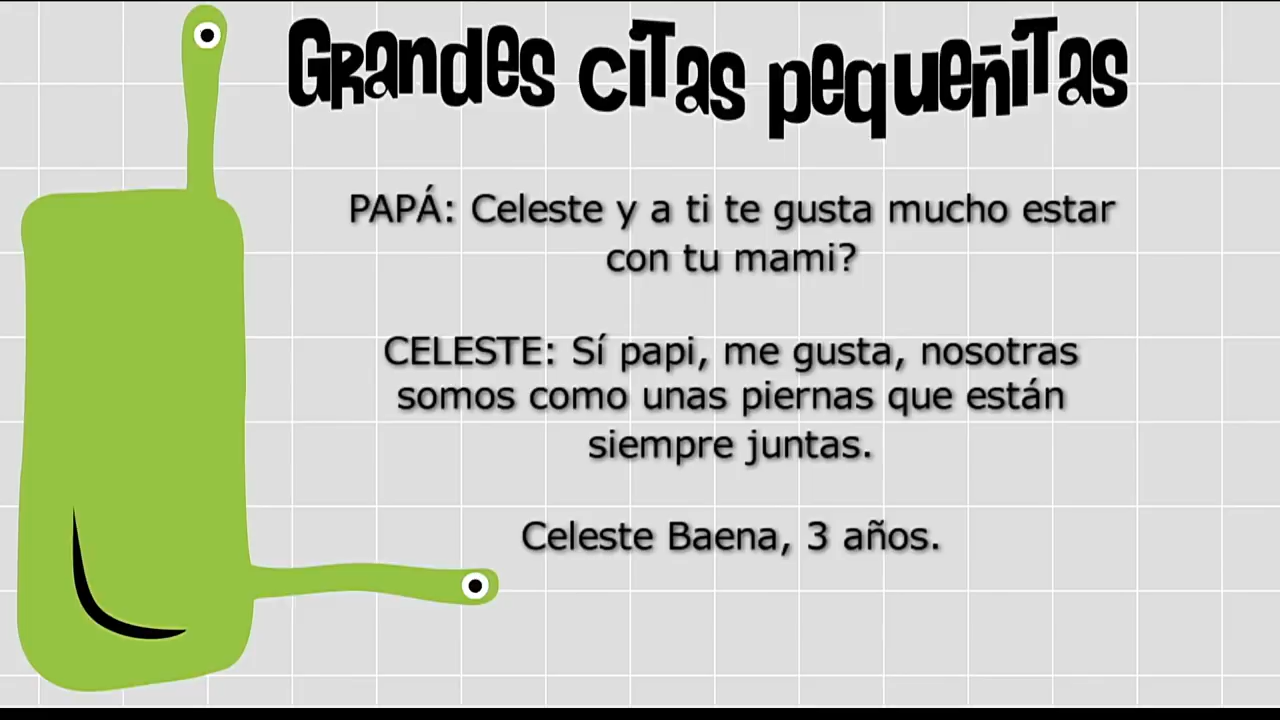 Grandes citas pequeñitas
PAPÁ: Celeste y a ti te gusta mucho estar
con tu mami?
CELESTE: Sí papi, me gusta, nosotras
somos como unas piernas que están
siempre juntas.
Celeste Baena, 3 años.